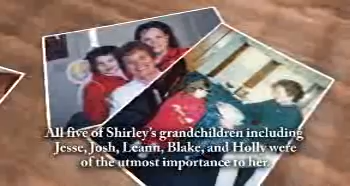 All five of Shirley's grandchildren including
Jesse, Josh, Leann, Blake, and Holly were
of the utmost importance to her.